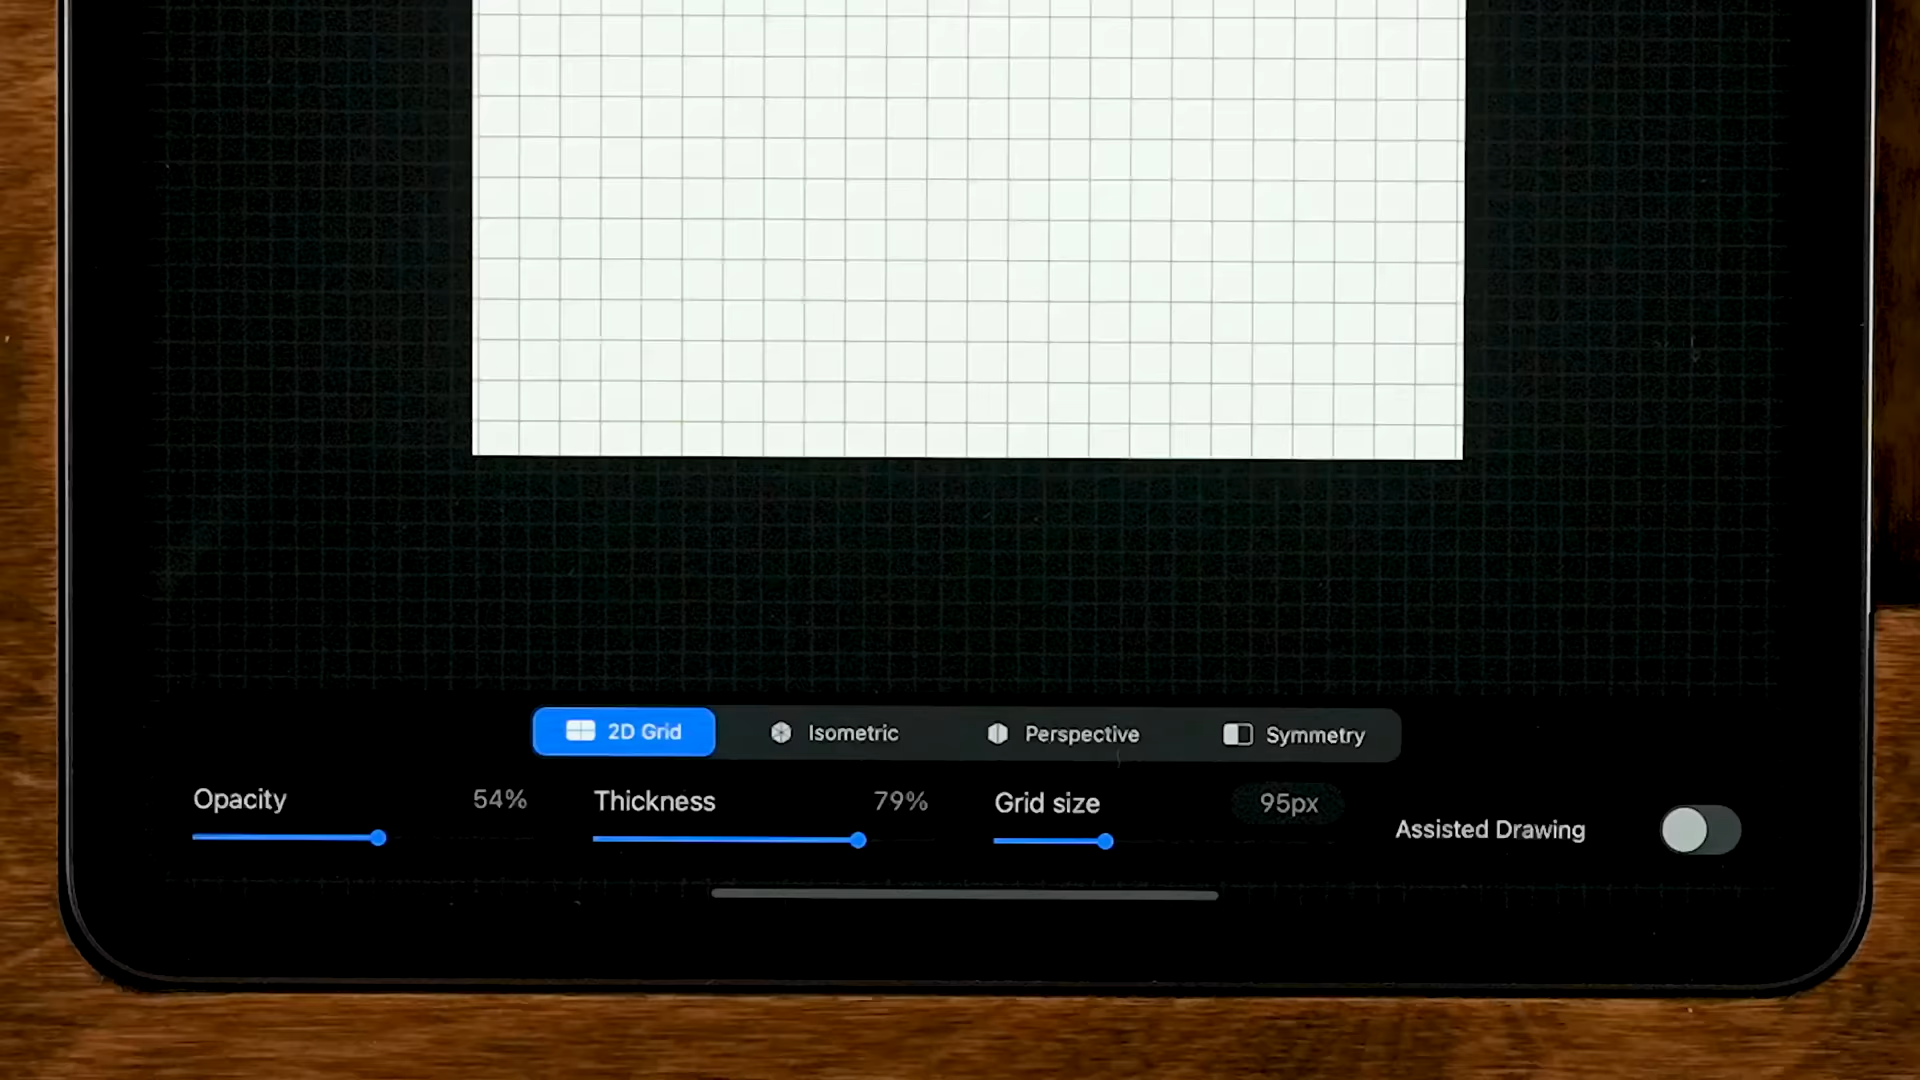 2D Grid
Isometric
Perspective
Symmetry
Opacity 54%
Thickness 79%
Grid size 95px
Assisted Drawing